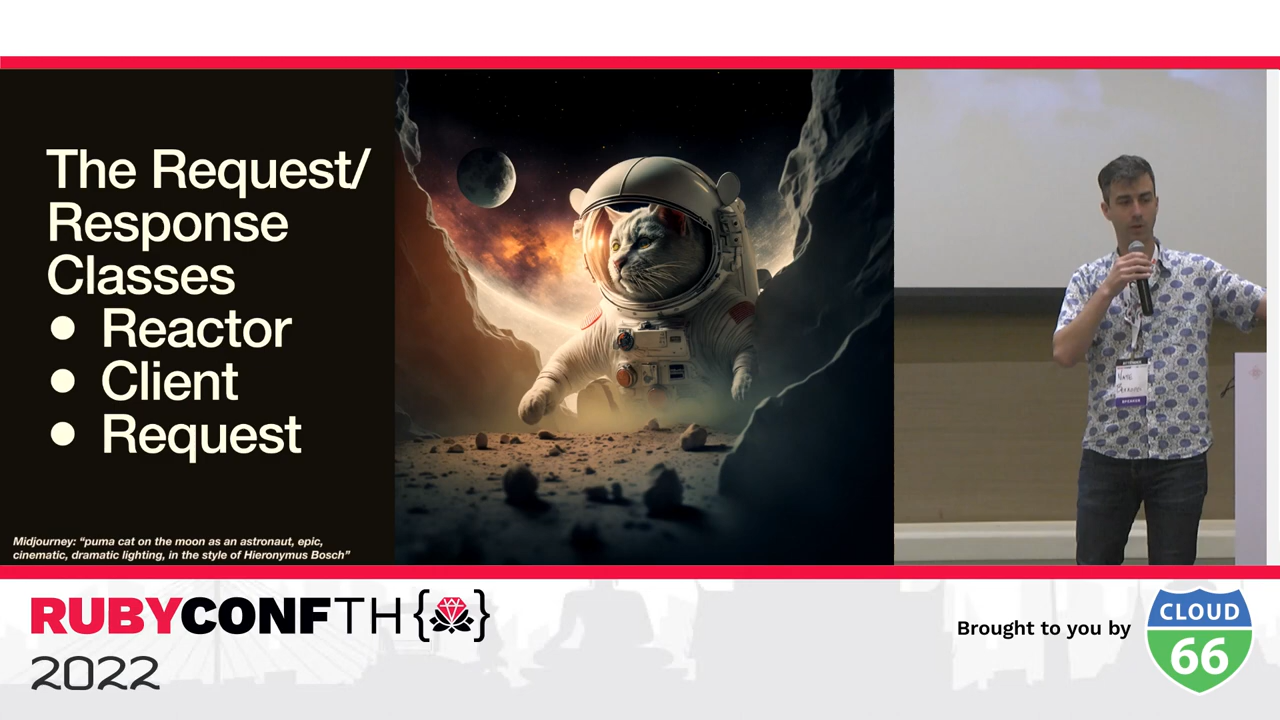 The Request/
Response
Classes
• Reactor
• Client
• Request
Midjourney: “puma cat on the moon as an astronaut, epic,
cinematic, dramatic lighting, in the style of Hieronymus Bosch”
SPEAKER
RUBYCONFTH{}
2022
Brought to you by
CLOUD
66